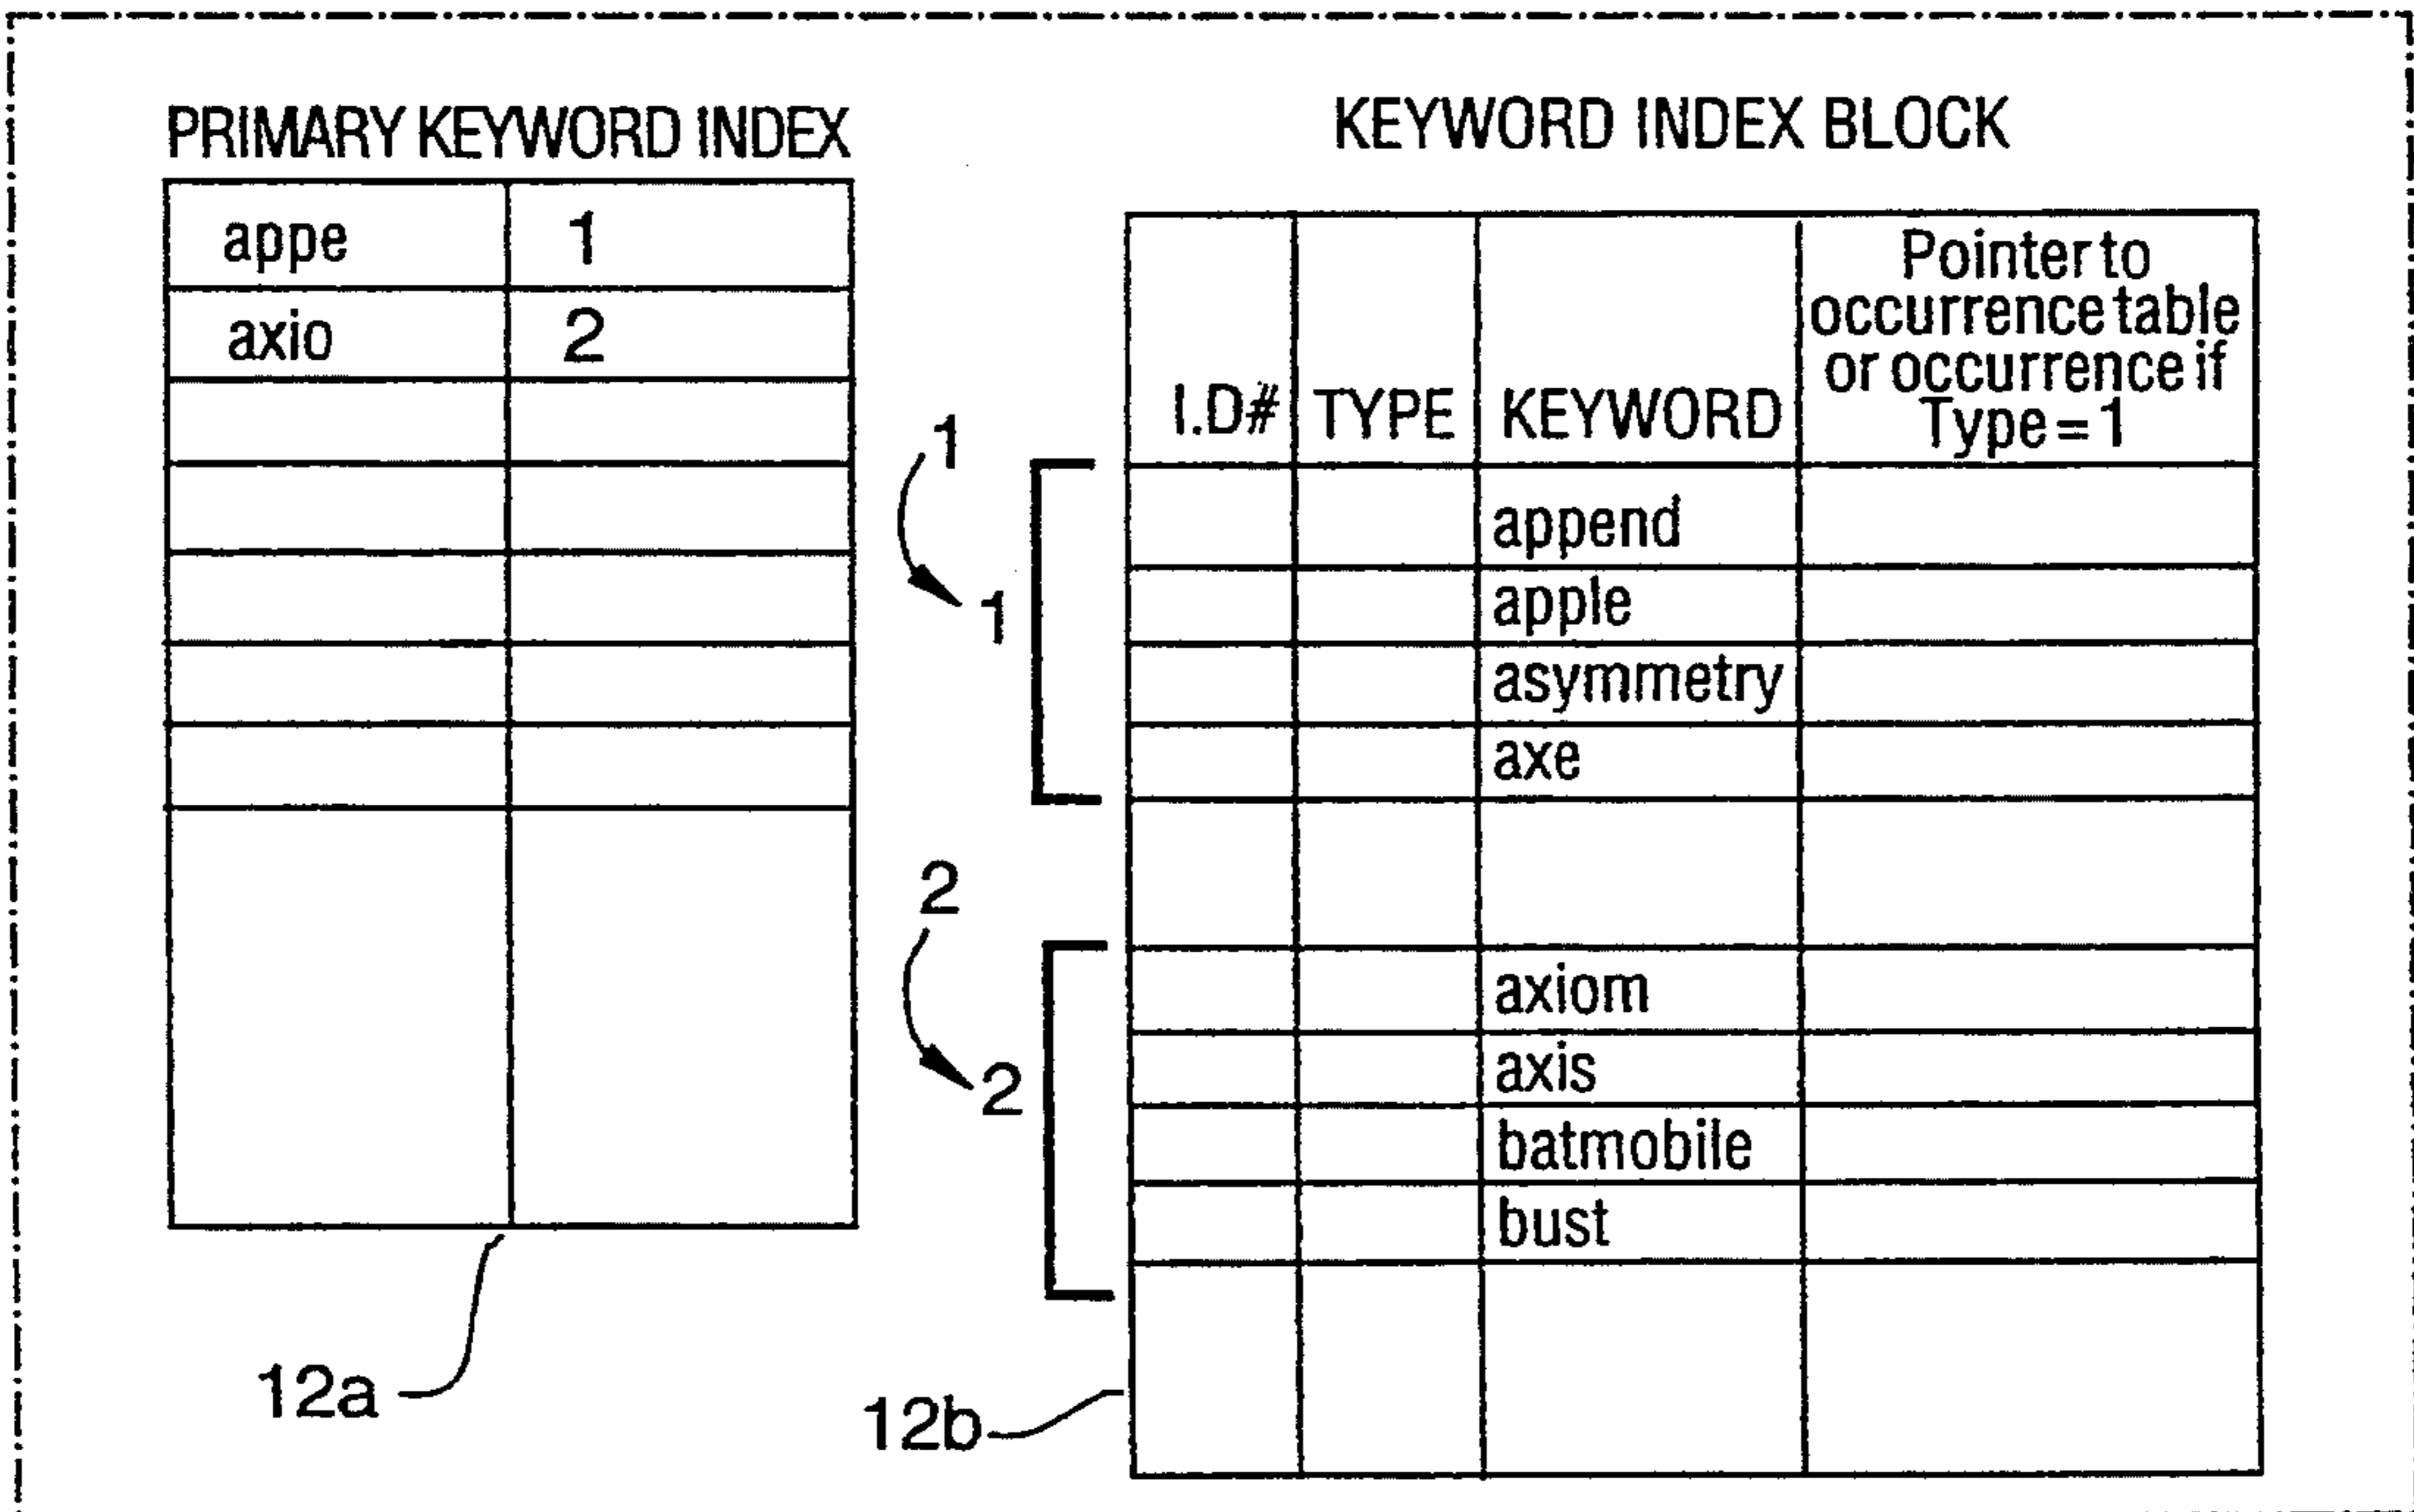 PRIMARY KEYWORD INDEX
appe 1
axio 2
12a
KEYWORD INDEX BLOCK
I.D# TYPE KEYWORD Pointer to
occurrence table
or occurrence if
Type = 1
1
1
append
apple
asymmetry
axe
2
2
axiom
axis
batmobile
bust
12b